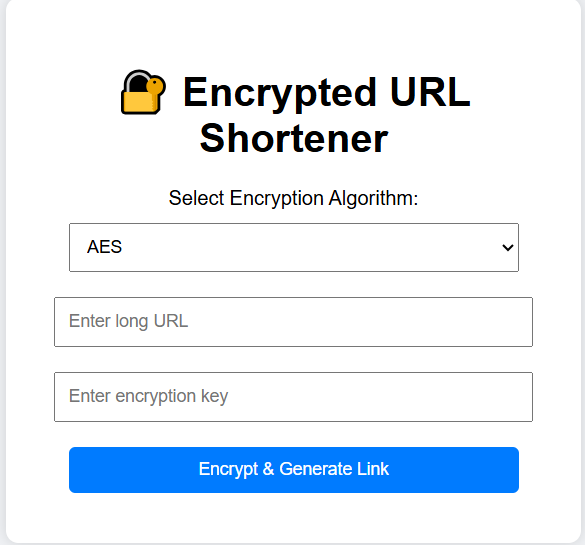 Encrypted URL
Shortener
Select Encryption Algorithm:
AES
Enter long URL
Enter encryption key
Encrypt & Generate Link